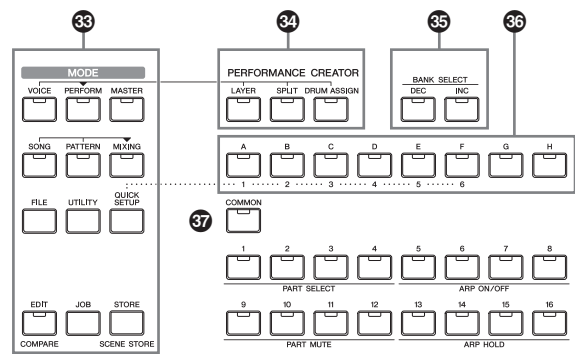 33 34 35 36
MODE
PERFORMANCE CREATOR
BANK SELECT
VOICE PERFORM MASTER LAYER SPLIT DRUM ASSIGN DEC INC
SONG PATTERN MIXING A B C D E F G H
1 2 3 4 5 6
FILE UTILITY QUICK SETUP
37 COMMON
1 2 3 4 5 6 7 8
PART SELECT ARP ON/OFF
EDIT JOB STORE 9 10 11 12 13 14 15 16
COMPARE SCENE STORE PART MUTE ARP HOLD